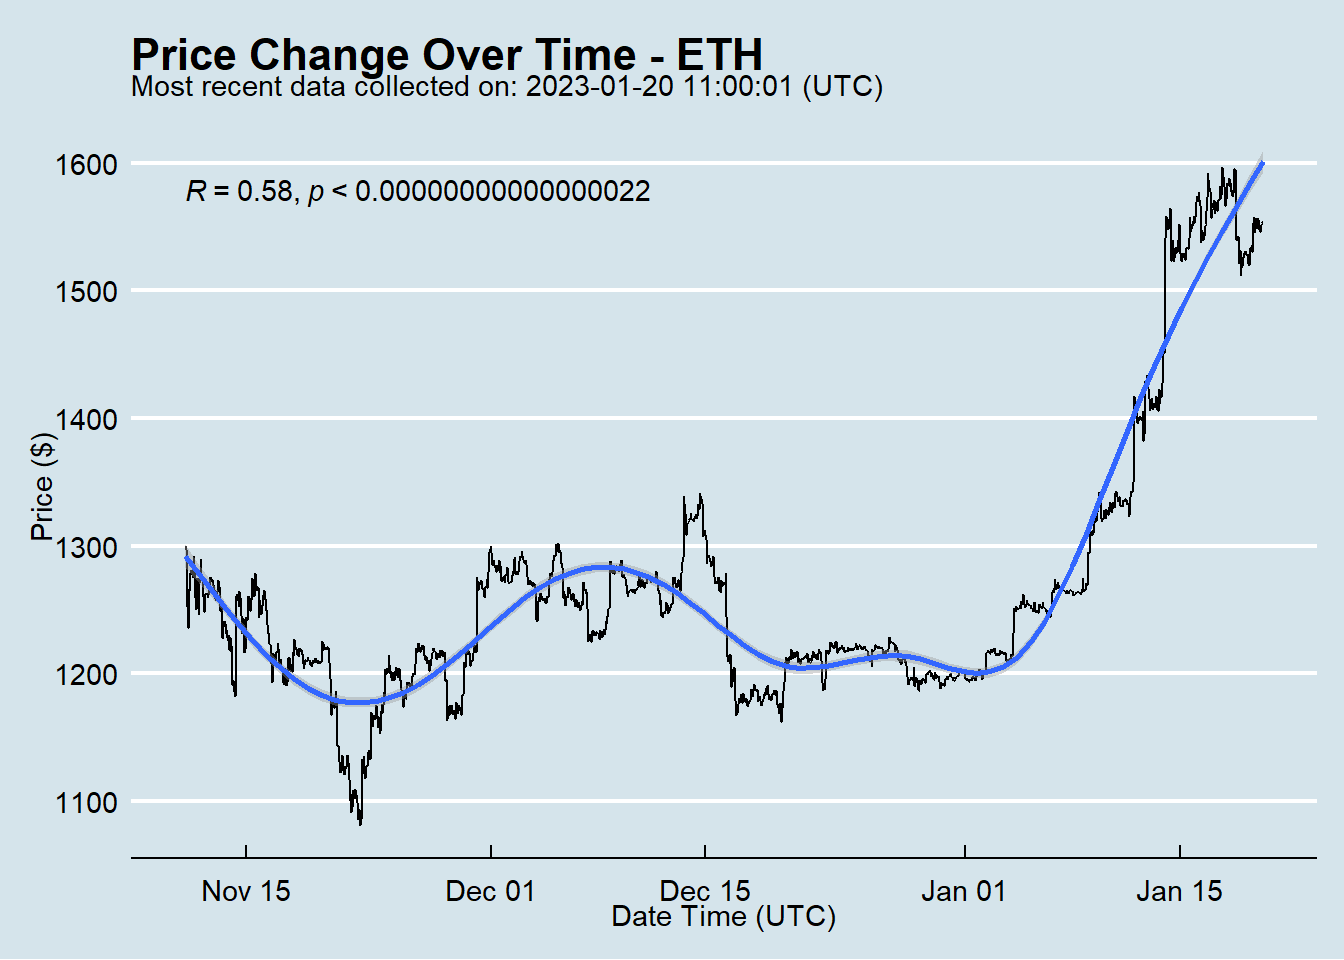 Price Change Over Time - ETH
Most recent data collected on: 2023-01-20 11:00:01 (UTC)
R = 0.58, p < 0.00000000000000022
Price ($)
1600
1500
1400
1300
1200
1100
Nov 15 Dec 01 Dec 15 Jan 01 Jan 15
Date Time (UTC)